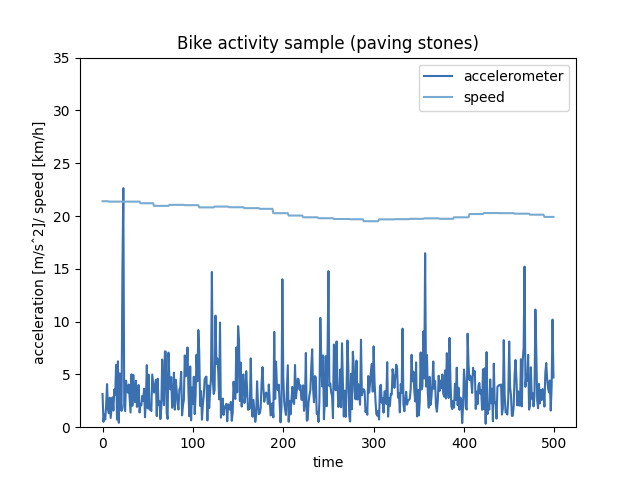 Bike activity sample (paving stones)
accelerometer
speed
35
30
25
20
15
10
5
0
acceleration [m/s^2]/ speed [km/h]
0 100 200 300 400 500
time